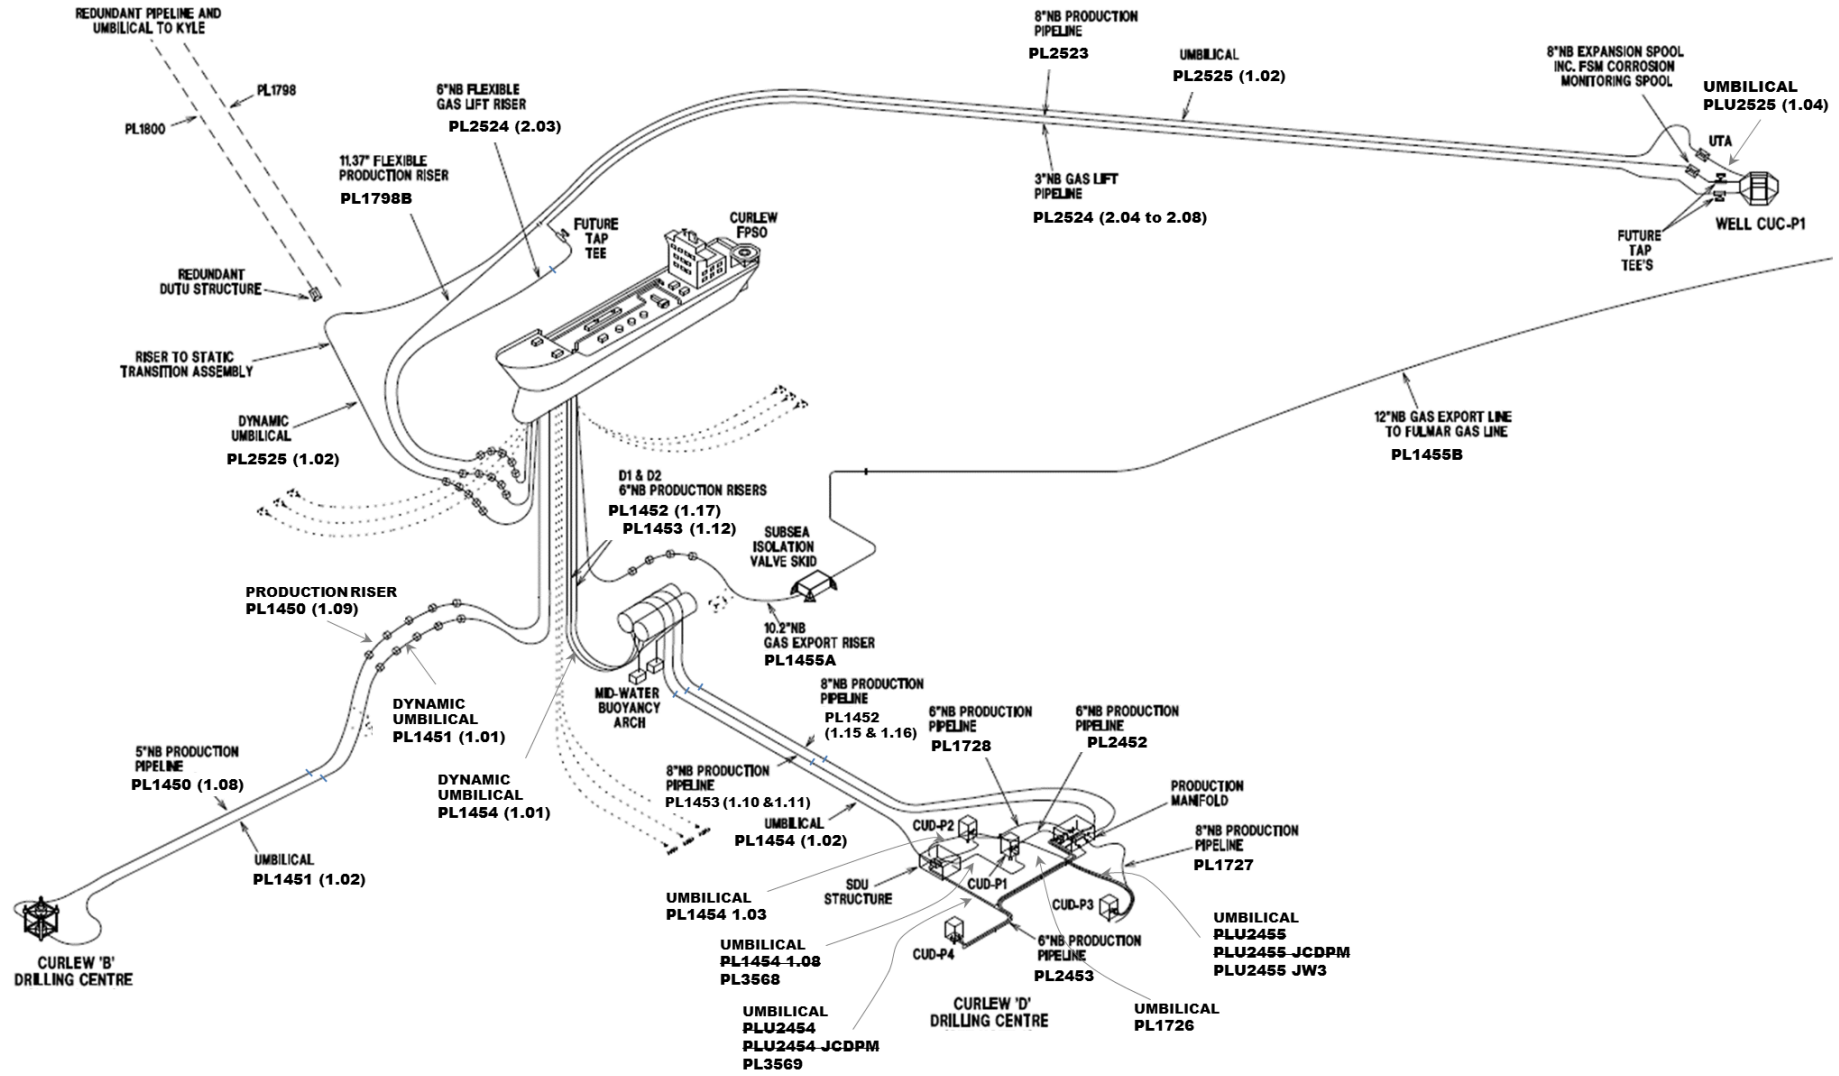 REDUNDANT PIPELINE AND
UMBILICAL TO KYLE
PL1798
PL1800
6"NB FLEXIBLE
GAS LIFT RISER
PL2524 (2.03)
11.37" FLEXIBLE
PRODUCTION RISER
PL1798B
8"NB PRODUCTION
PIPELINE
PL2523
UMBILICAL
PL2525 (1.02)
8"NB EXPANSION SPOOL
INC. FSM CORROSION
MONITORING SPOOL
UMBILICAL
PLU2525 (1.04)
UTA
3"NB GAS LIFT
PIPELINE
PL2524 (2.04 to 2.08)
WELL CUC-P1
FUTURE
TAP
TEE'S
FUTURE
TAP
TEE
CURLEW
FPSO
REDUNDANT
DUTU STRUCTURE
RISER TO STATIC
TRANSITION ASSEMBLY
DYNAMIC
UMBILICAL
PL2525 (1.02)
12"NB GAS EXPORT LINE
TO FULMAR GAS LINE
PL1455B
D1 & D2
6"NB PRODUCTION RISERS
PL1452 (1.17)
PL1453 (1.12)
SUBSEA
ISOLATION
VALVE SKID
PRODUCTION RISER
PL1450 (1.09)
10.2"NB
GAS EXPORT RISER
PL1455A
MID-WATER
BUOYANCY
ARCH
DYNAMIC
UMBILICAL
PL1451 (1.01)
8"NB PRODUCTION
PIPELINE
PL1452
(1.15 & 1.16)
6"NB PRODUCTION
PIPELINE
PL1728
6"NB PRODUCTION
PIPELINE
PL2452
5"NB PRODUCTION
PIPELINE
PL1450 (1.08)
DYNAMIC
UMBILICAL
PL1454 (1.01)
8"NB PRODUCTION
PIPELINE
PL1453 (1.10 &1.11)
UMBILICAL
PL1454 (1.02)
PRODUCTION
MANIFOLD
8"NB PRODUCTION
PIPELINE
PL1727
CUD-P2
UMBILICAL
PL1451 (1.02)
SDU
STRUCTURE
CUD-P1
CUD-P3
UMBILICAL
PL1454 1.03
UMBILICAL
PL1454 1.08
PL3568
CUD-P4
6"NB PRODUCTION
PIPELINE
PL2453
UMBILICAL
PLU2455
PLU2455 JCDPM
PLU2455 JW3
CURLEW 'B'
DRILLING CENTRE
UMBILICAL
PLU2454
PLU2454 JCDPM
PL3569
CURLEW 'D'
DRILLING CENTRE
UMBILICAL
PL1726